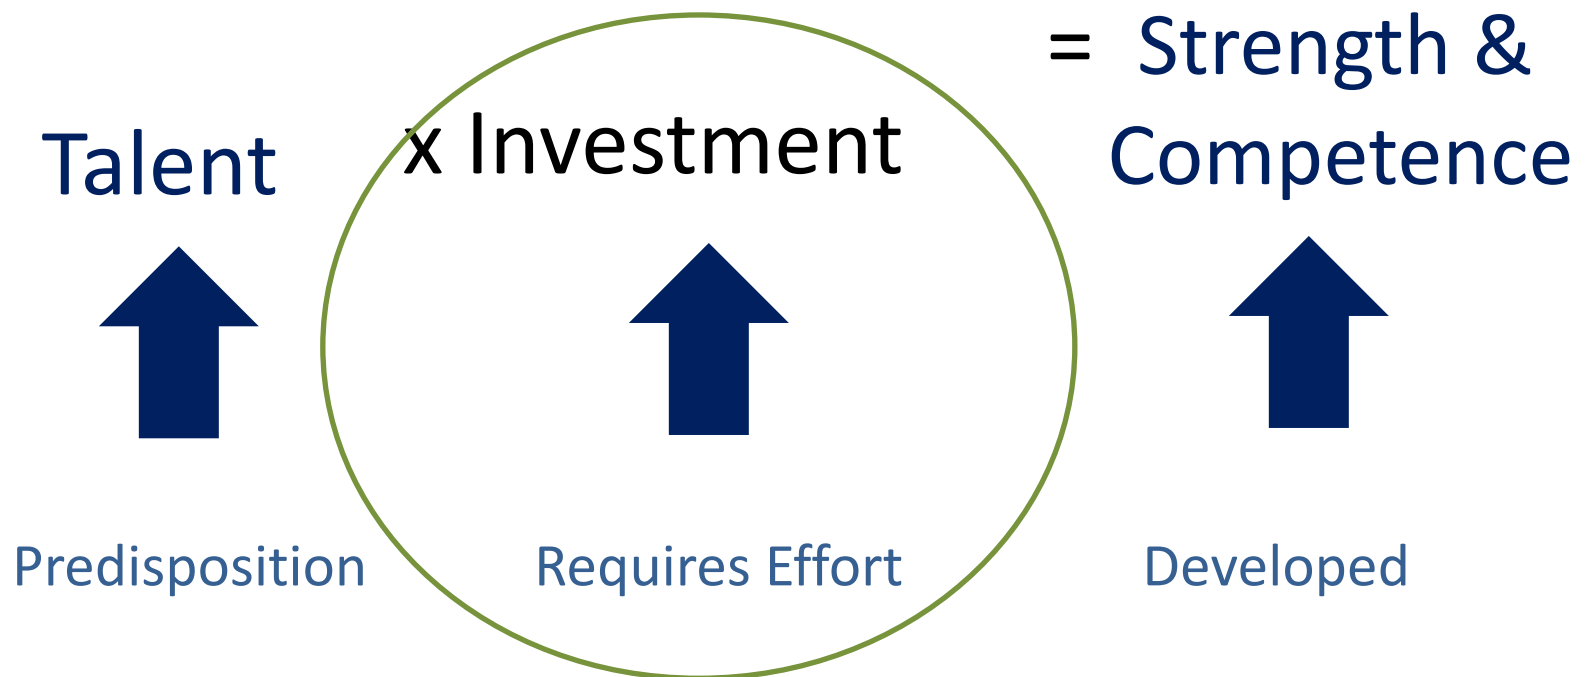 Talent
x Investment
= Strength &
Competence
Predisposition
Requires Effort
Developed